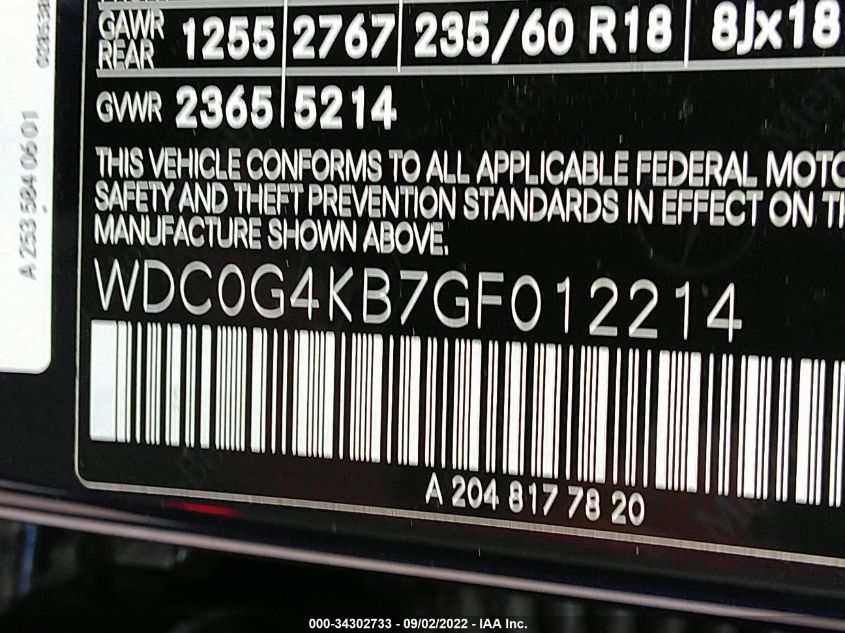 GAWR
REAR 1255 2767 235/60 R18 8Jx18
GVWR 2365 5214
THIS VEHICLE CONFORMS TO ALL APPLICABLE FEDERAL MOTO
SAFETY AND THEFT PREVENTION STANDARDS IN EFFECT ON TH
MANUFACTURE SHOWN ABOVE.
WDC0G4KB7GF012214
A 204 817 78 20
A 253 584 06 01
000-34302733 - 09/02/2022 - IAA Inc.